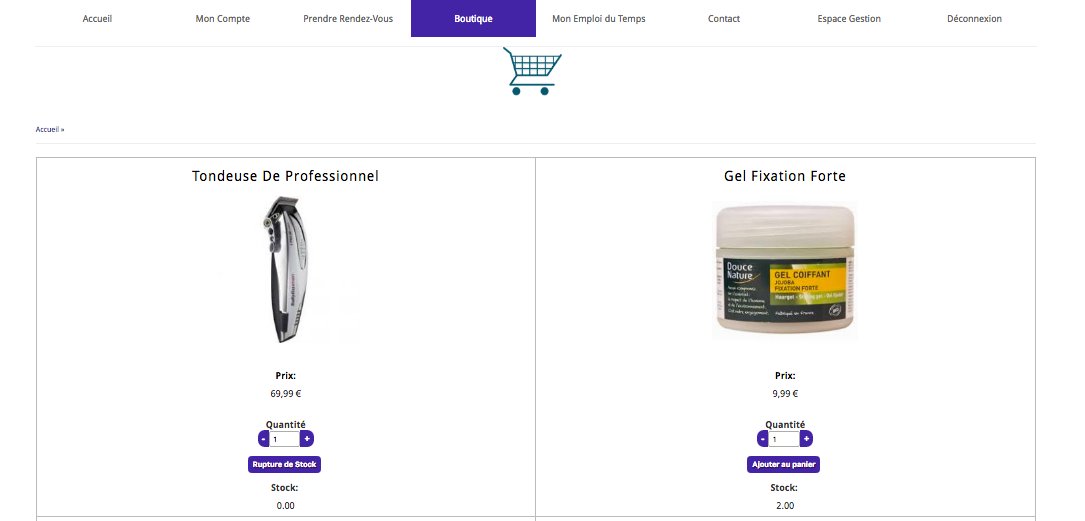 Accueil
Mon Compte
Prendre Rendez-Vous
Boutique
Mon Emploi du Temps
Contact
Espace Gestion
Déconnexion
Accueil »
Tondeuse De Professionnel
Prix:
69,99 €
Quantité
- 1 +
Rupture de Stock
Stock:
0.00
Gel Fixation Forte
Douce
Nature
GEL COIFFANT
JOJOBA
FIXATION FORTE
Prix:
9,99 €
Quantité
- 1 +
Ajouter au panier
Stock:
2.00